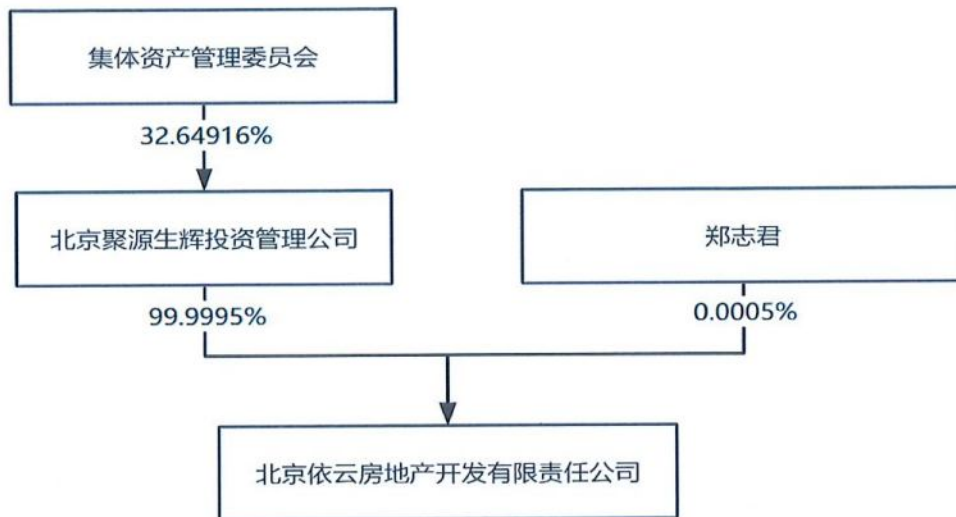 集体资产管理委员会
32.64916%
北京聚源生辉投资管理公司
郑志君
99.9995%
0.0005%
北京依云房地产开发有限责任公司